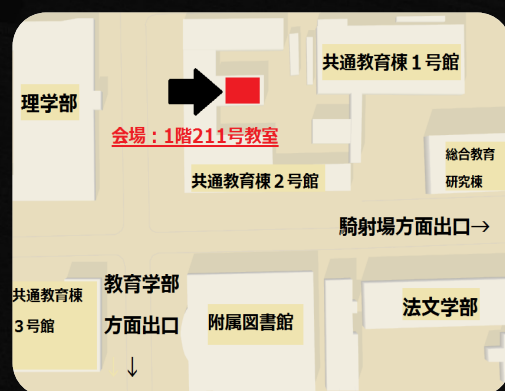 共通教育棟１号館
理学部
会場：1階211号教室
総合教育
研究棟
共通教育棟２号館
騎射場方面出口→
教育学部
方面出口
↓
共通教育棟
３号館
附属図書館
法文学部